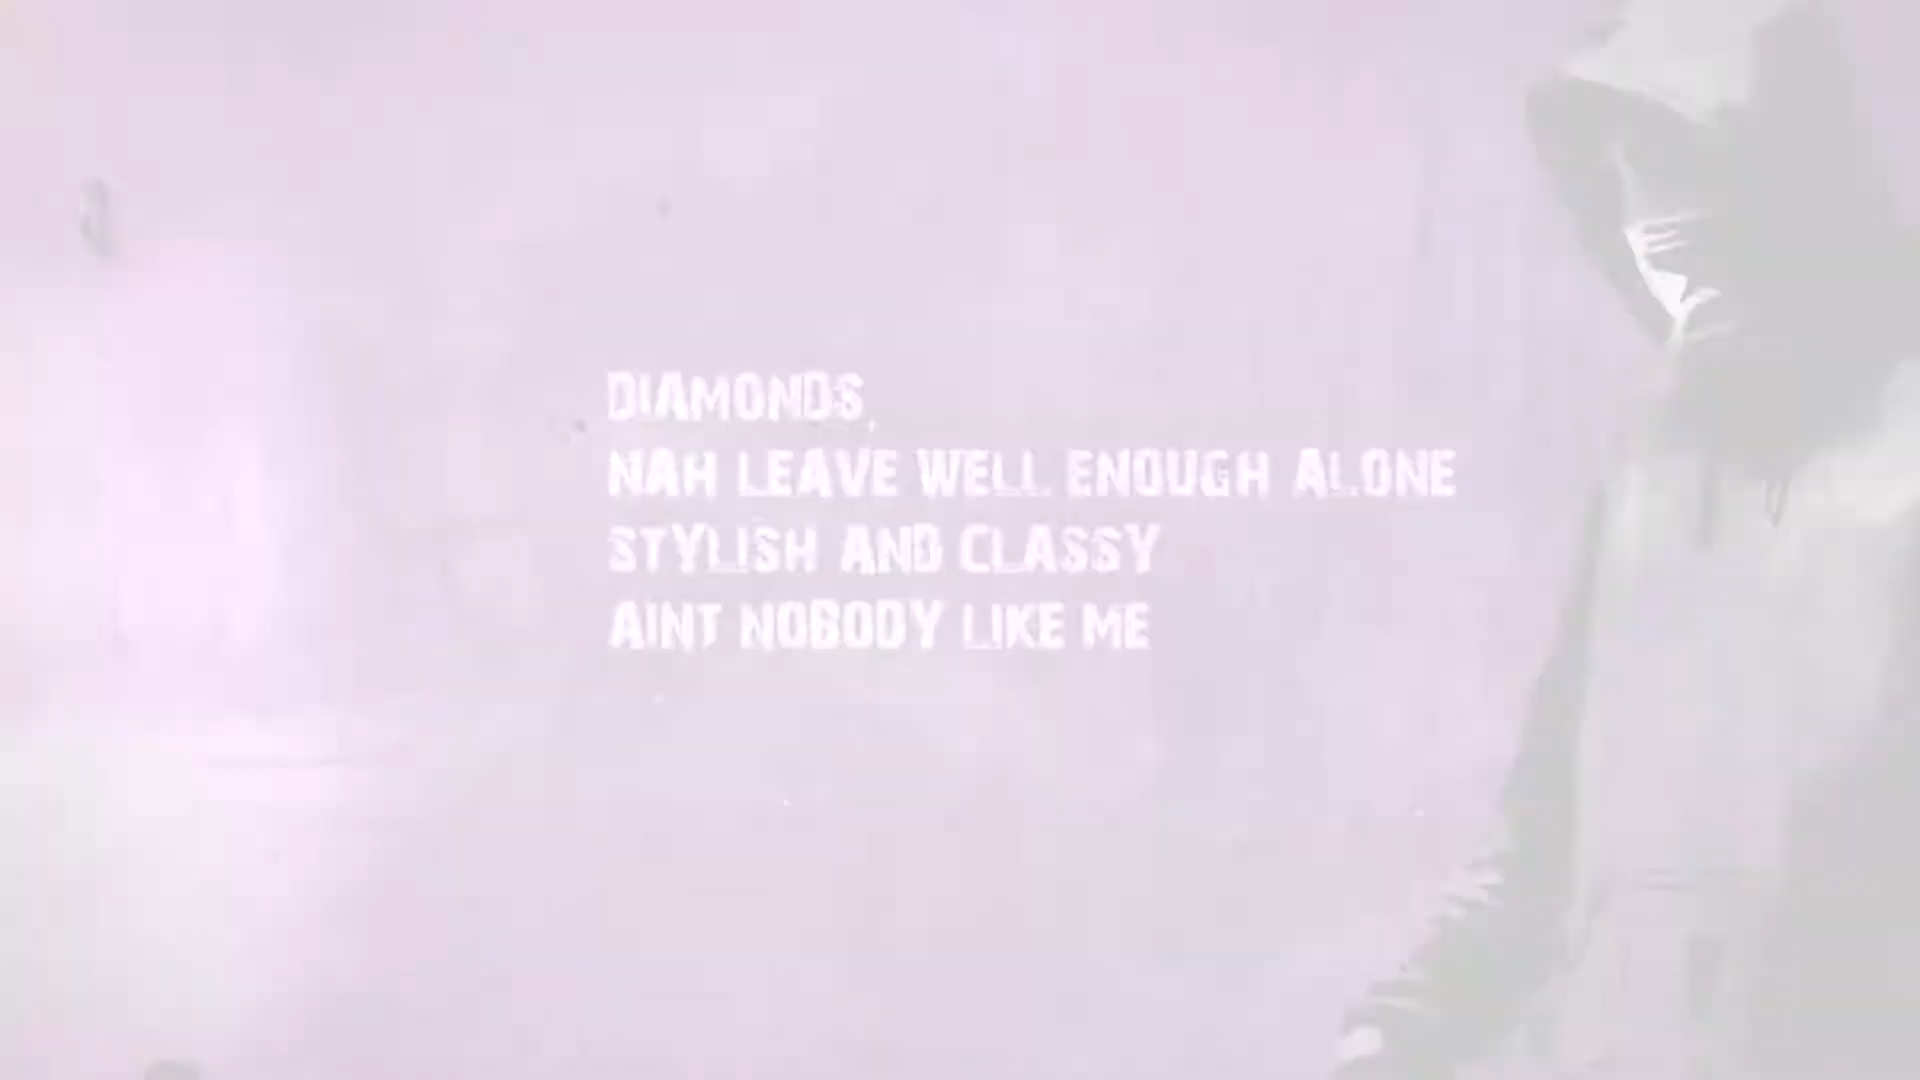 DIAMONDS,
NAH LEAVE WELL ENOUGH ALONE
STYLISH AND CLASSY
AINT NOBODY LIKE ME